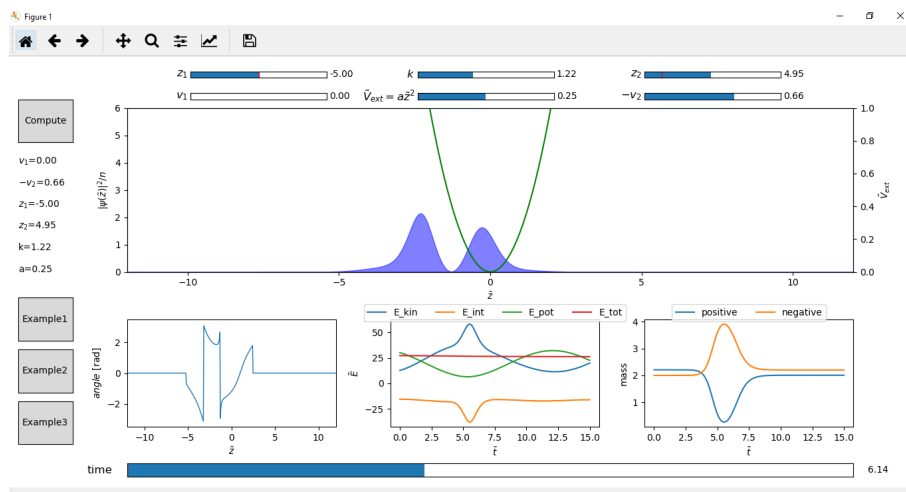 Figure 1
z₁ -5.00 k 1.22 z₂ 4.95
v₁ 0.00 Ṽext = az̃² 0.25 −v₂ 0.66
Compute
v₁=0.00
−v₂=0.66
z₁=-5.00
z₂=4.95
k=1.22
a=0.25
Example1
Example2
Example3
6
5
4
3
2
1
0
|ψ(z̃)|²/n
1.0
0.8
0.6
0.4
0.2
0.0
Ṽext
−10 −5 0 5 10
z̃
2
0
−2
angle [rad]
−10 −5 0 5 10
z̃
E_kin E_int E_pot E_tot
50
25
0
−25
Ẽ
0.0 2.5 5.0 7.5 10.0 12.5 15.0
t̃
positive negative
4
3
2
1
mass
0.0 2.5 5.0 7.5 10.0 12.5 15.0
t̃
time 6.14